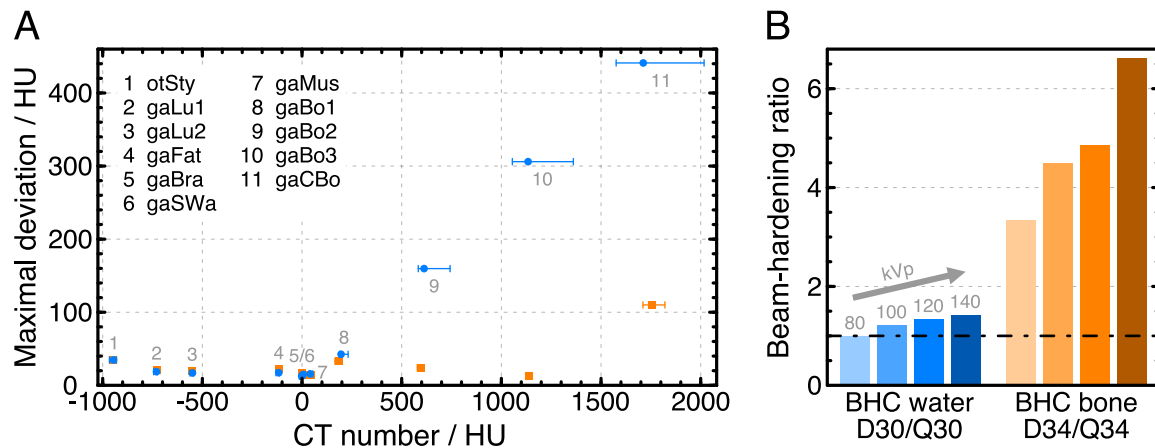 A
Maximal deviation / HU
400
300
200
100
0
1 otSty
2 gaLu1
3 gaLu2
4 gaFat
5 gaBra
6 gaSWa
7 gaMus
8 gaBo1
9 gaBo2
10 gaBo3
11 gaCBo
11
10
9
8
1
2
3
4
5/6
7
-1000 -500 0 500 1000 1500 2000
CT number / HU
B
Beam-hardening ratio
6
4
2
0
kVp
80 100 120 140
BHC water BHC bone
D30/Q30 D34/Q34